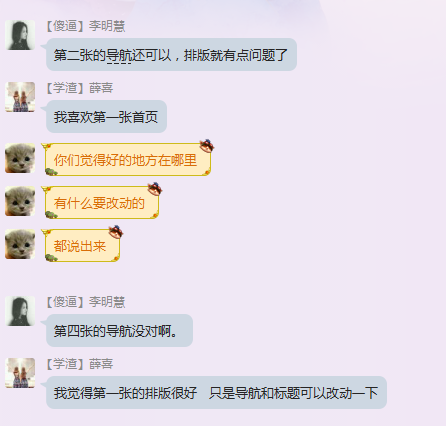 【傻逼】李明慧
第二张的导航还可以，排版就有点问题了
【学渣】薛喜
我喜欢第一张首页
你们觉得好的地方在哪里
有什么要改动的
都说出来
【傻逼】李明慧
第四张的导航没对啊。
【学渣】薛喜
我觉得第一张的排版很好　只是导航和标题可以改动一下